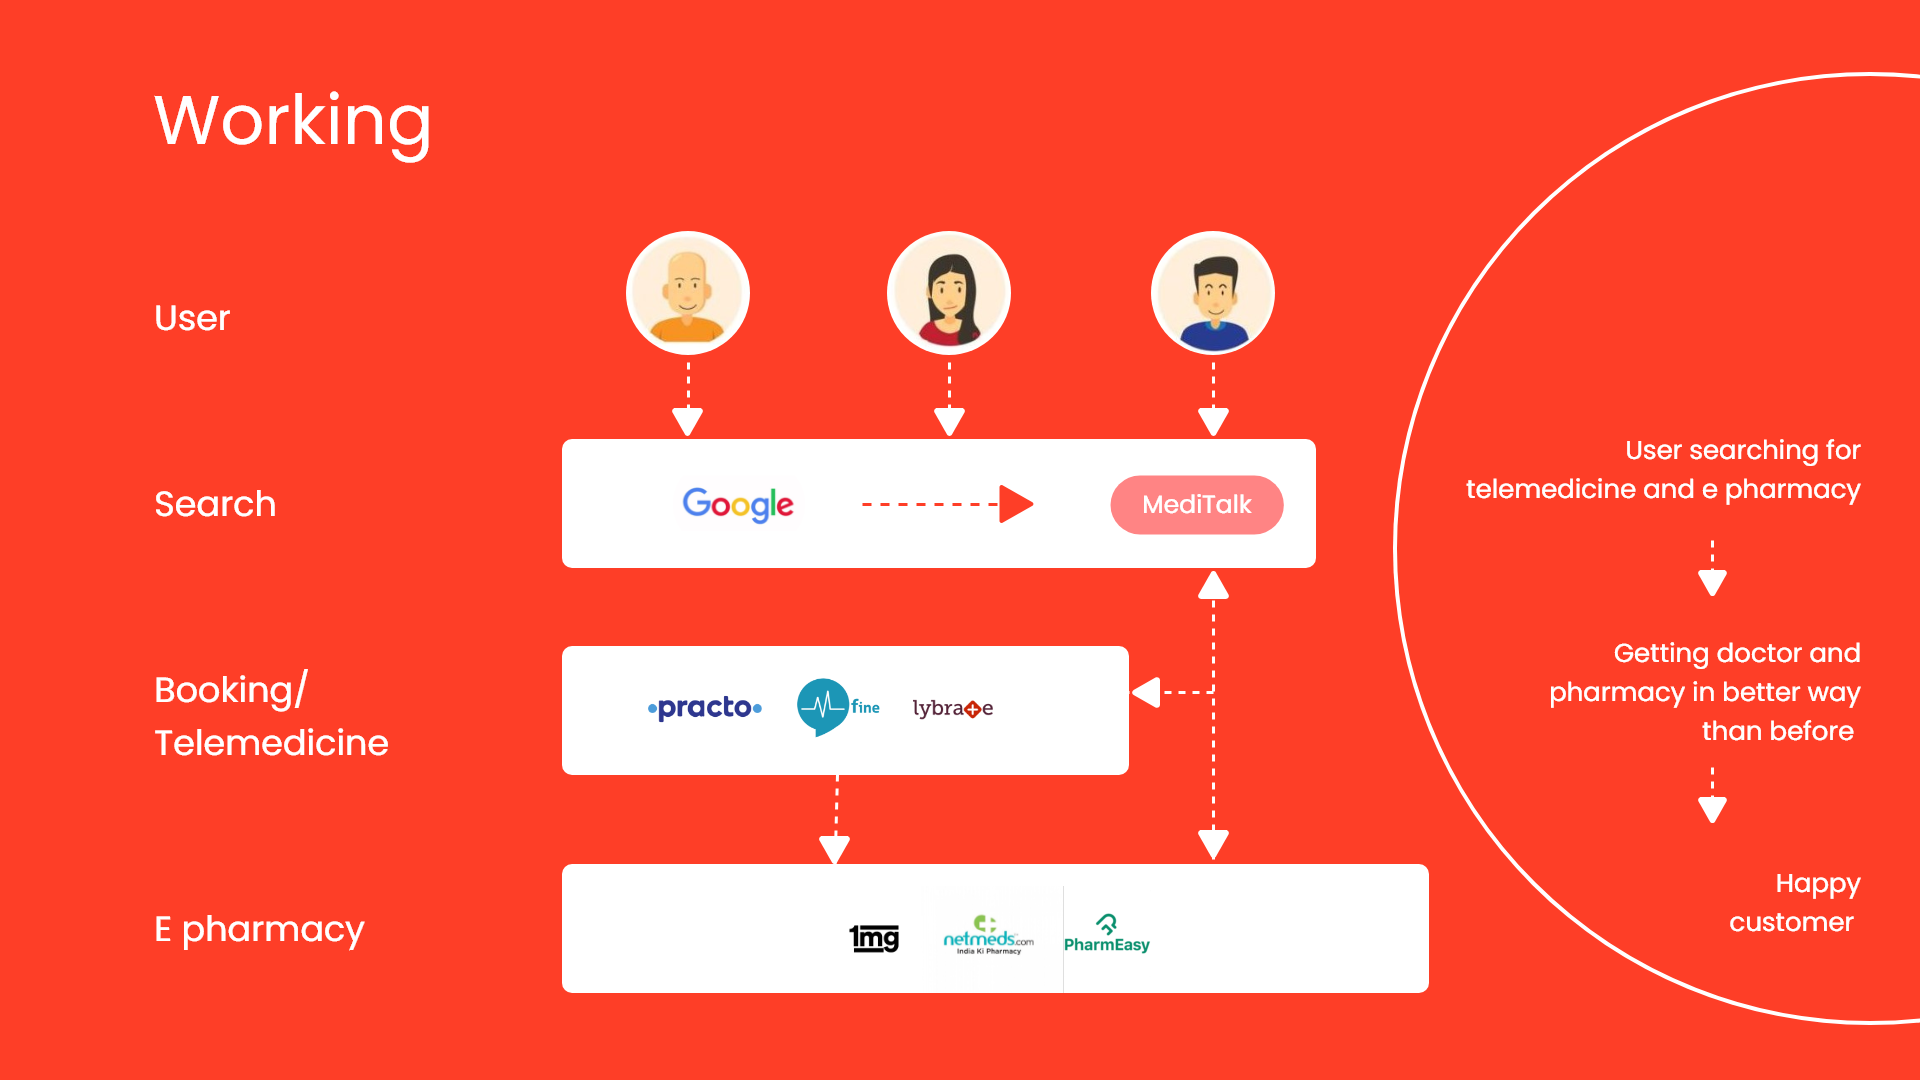 Working
User
Search
Google
MediTalk
Booking/
Telemedicine
practo
fine
lybrate
E pharmacy
1mg
netmeds.com
India Ki Pharmacy
PharmEasy
User searching for
telemedicine and e pharmacy
Getting doctor and
pharmacy in better way
than before
Happy
customer